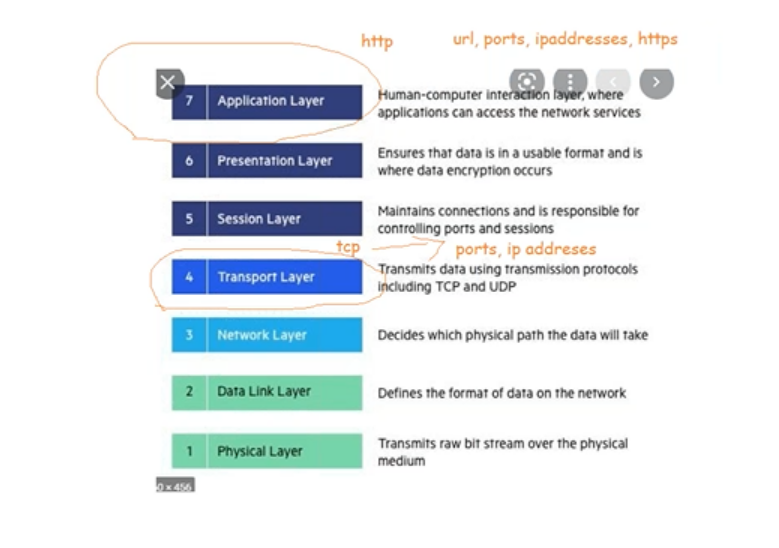 http
url, ports, ipaddresses, https
7 Application Layer
Human-computer interaction layer, where
applications can access the network services
6 Presentation Layer
Ensures that data is in a usable format and is
where data encryption occurs
5 Session Layer
Maintains connections and is responsible for
controlling ports and sessions
tcp
ports, ip addreses
4 Transport Layer
Transmits data using transmission protocols
including TCP and UDP
3 Network Layer
Decides which physical path the data will take
2 Data Link Layer
Defines the format of data on the network
1 Physical Layer
Transmits raw bit stream over the physical
medium
0 × 456